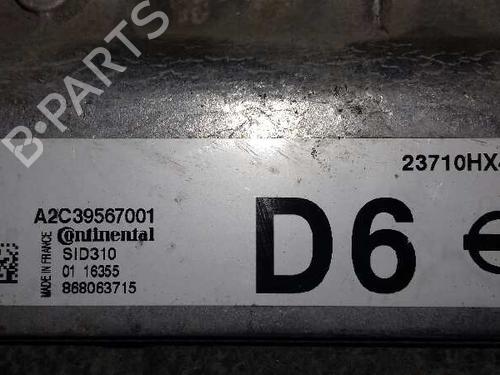 B-PARTS
23710HX
A2C39567001
Continental
SID310
01 16355
868063715
MADE IN FRANCE
D6